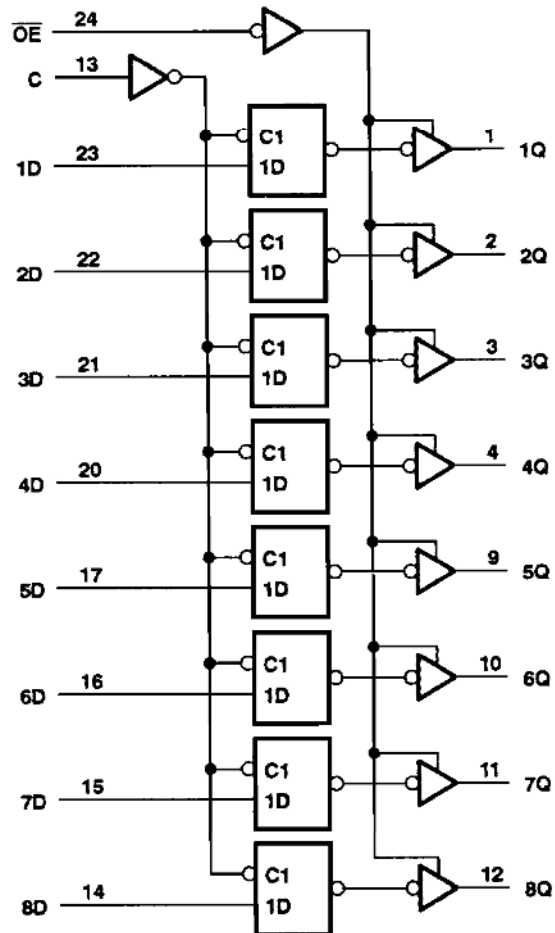 OE 24
C 13
C1
1D 23 1D 1 1Q
C1
2D 22 1D 2 2Q
C1
3D 21 1D 3 3Q
C1
4D 20 1D 4 4Q
C1
5D 17 1D 9 5Q
C1
6D 16 1D 10 6Q
C1
7D 15 1D 11 7Q
C1
8D 14 1D 12 8Q